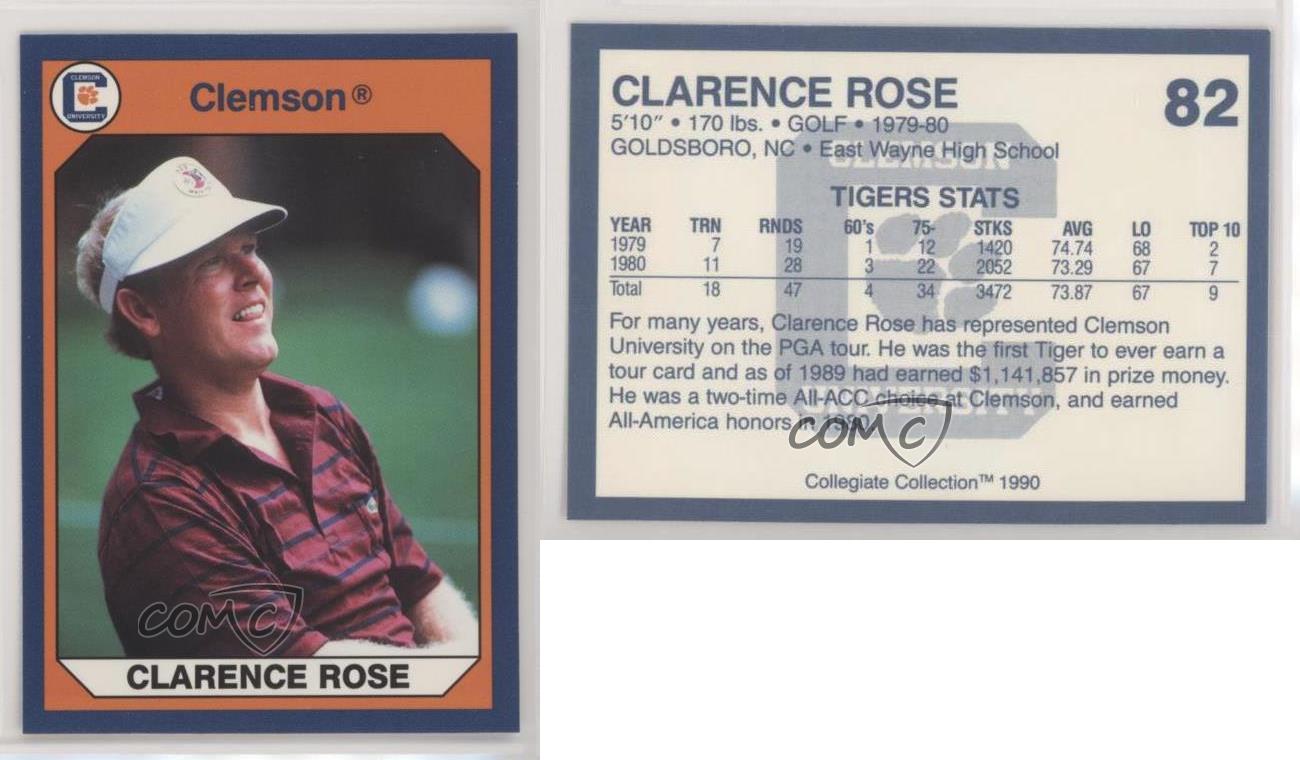 CLEMSON
UNIVERSITY
Clemson ®
COMC
CLARENCE ROSE
CLARENCE ROSE 82
5'10" • 170 lbs. • GOLF • 1979-80
GOLDSBORO, NC • East Wayne High School
CLEMSON
TIGERS STATS
YEAR TRN RNDS 60's 75- STKS AVG LO TOP 10
1979 7 19 1 12 1420 74.74 68 2
1980 11 28 3 22 2052 73.29 67 7
Total 18 47 4 34 3472 73.87 67 9
For many years, Clarence Rose has represented Clemson
University on the PGA tour. He was the first Tiger to ever earn a
tour card and as of 1989 had earned $1,141,857 in prize money.
He was a two-time All-ACC choice at Clemson, and earned
UNIVERSITY
All-America honors in 1980.
COMC
Collegiate Collection™ 1990